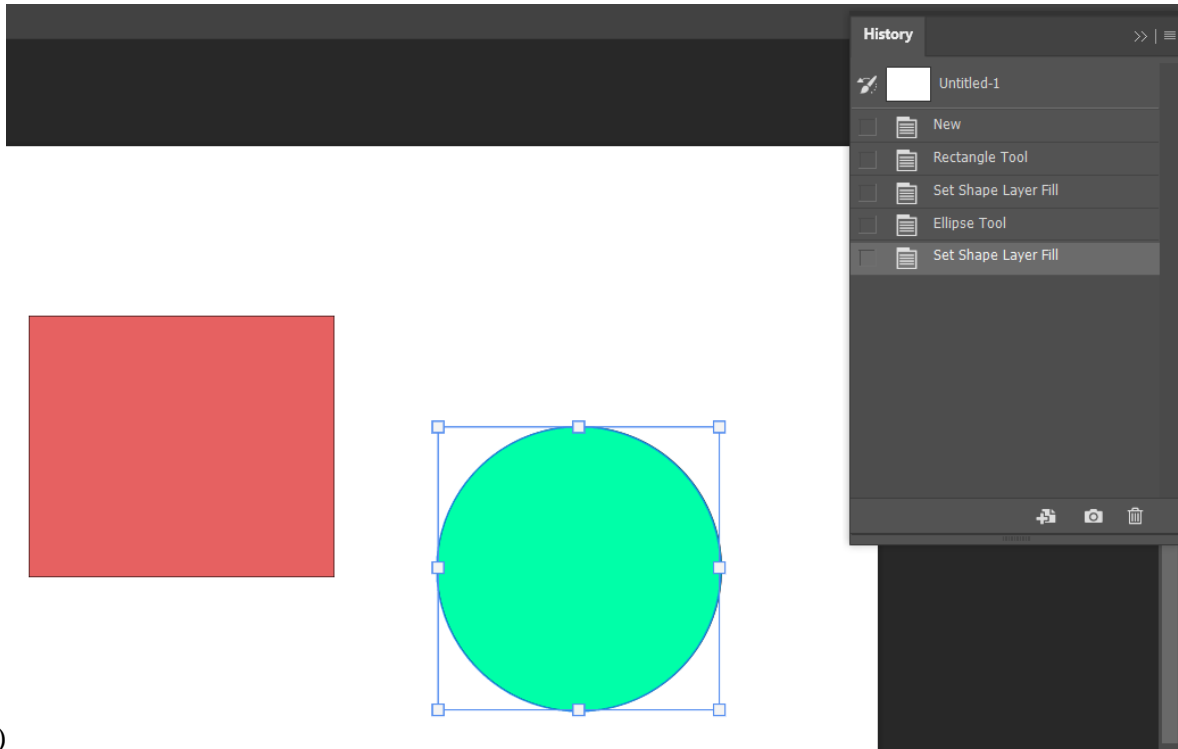 History
Untitled-1
New
Rectangle Tool
Set Shape Layer Fill
Ellipse Tool
Set Shape Layer Fill
)